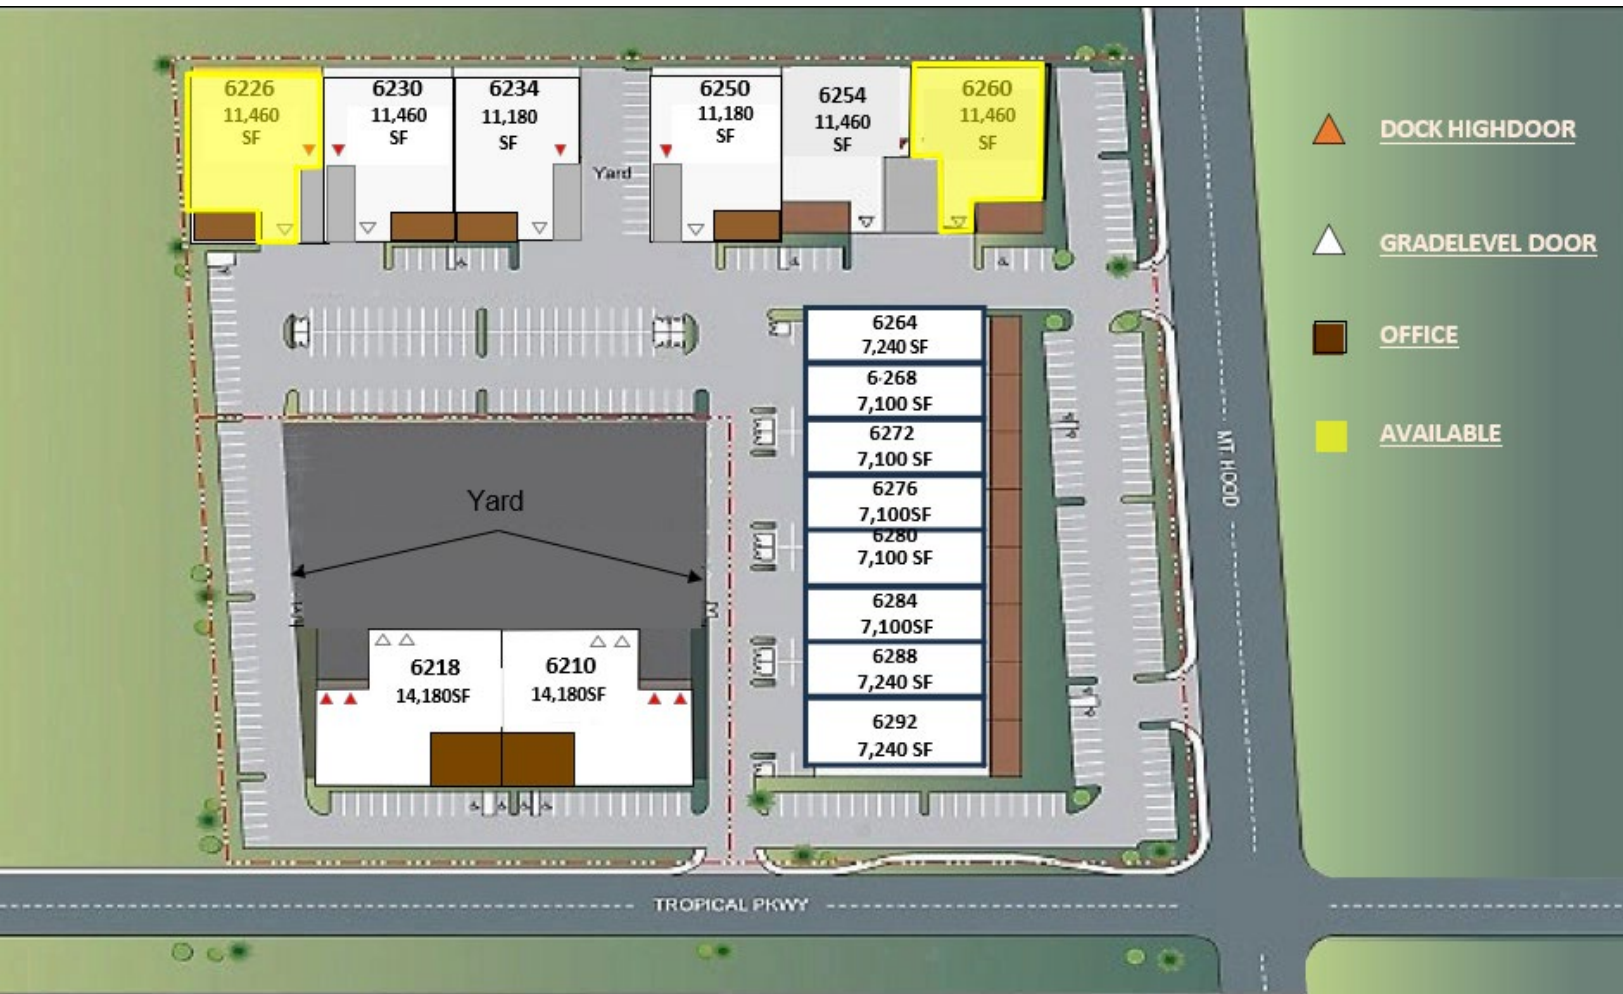 6226
11,460
SF
6230
11,460
SF
6234
11,180
SF
6250
11,180
SF
6254
11,460
SF
6260
11,460
SF
Yard
DOCK HIGHDOOR
GRADELEVEL DOOR
OFFICE
AVAILABLE
6264
7,240 SF
6-268
7,100 SF
6272
7,100 SF
6276
7,100SF
6280
7,100 SF
6284
7,100SF
6288
7,240 SF
6292
7,240 SF
Yard
6218
14,180SF
6210
14,180SF
MT. HOOD
TROPICAL PKWY